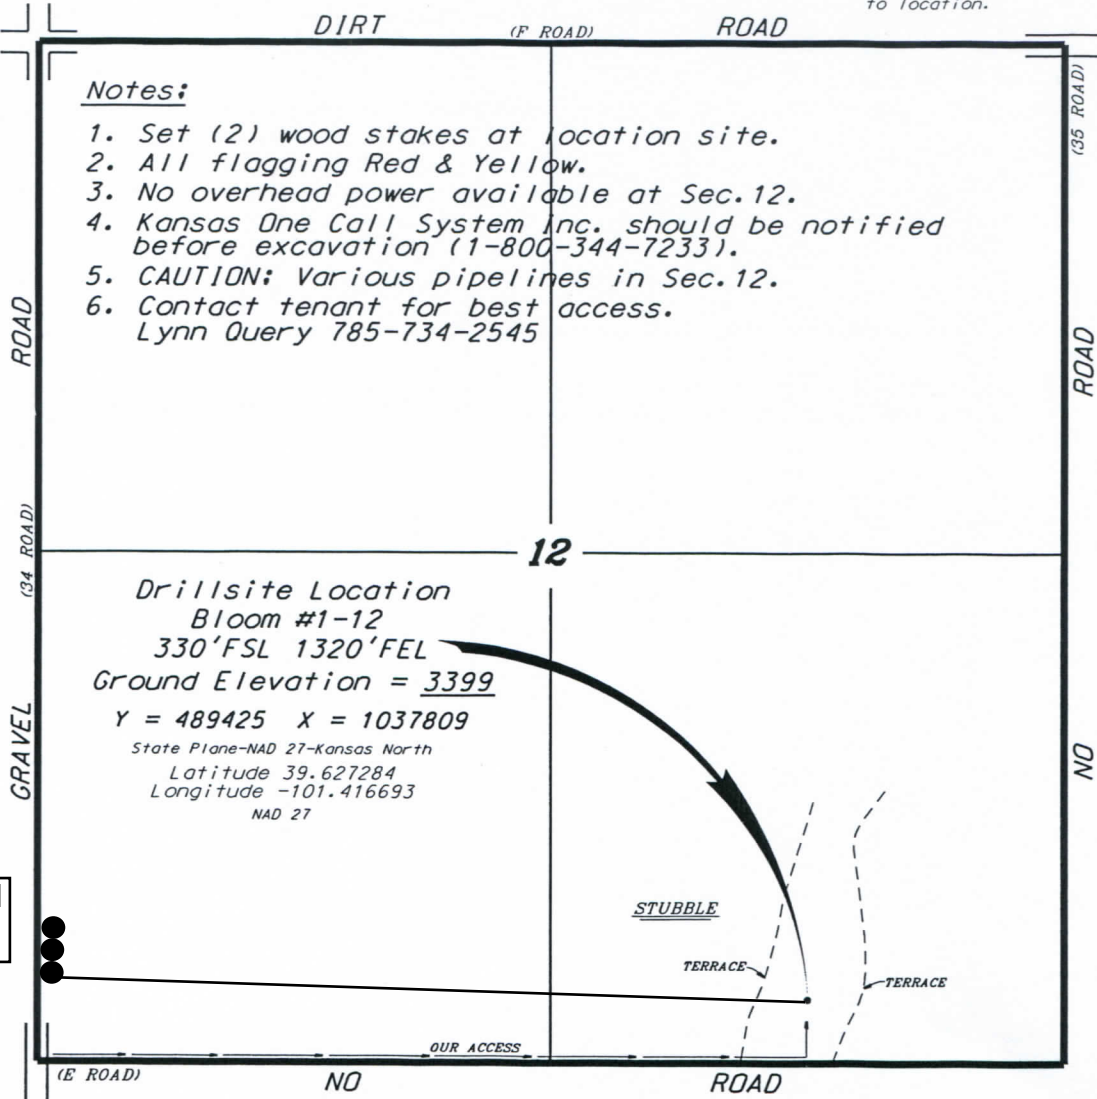 to location.
DIRT (F ROAD) ROAD
(35 ROAD)
Notes:
1. Set (2) wood stakes at location site.
2. All flagging Red & Yellow.
3. No overhead power available at Sec.12.
4. Kansas One Call System Inc. should be notified
before excavation (1-800-344-7233).
5. CAUTION: Various pipelines in Sec.12.
6. Contact tenant for best access.
Lynn Query 785-734-2545
ROAD
ROAD
(34 ROAD)
12
Drillsite Location
Bloom #1-12
330'FSL 1320'FEL
Ground Elevation = 3399
Y = 489425 X = 1037809
State Plane-NAD 27-Kansas North
Latitude 39.627284
Longitude -101.416693
NAD 27
GRAVEL
NO
STUBBLE
TERRACE
TERRACE
OUR ACCESS
(E ROAD) NO ROAD